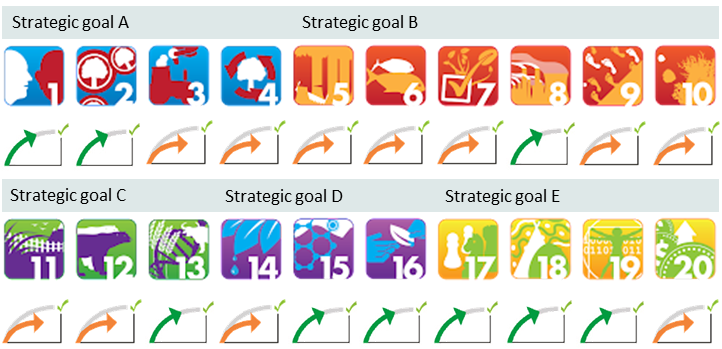 Strategic goal A Strategic goal B
1 2 3 4 5 6 7 8 9 10
Strategic goal C Strategic goal D Strategic goal E
11 12 13 14 15 16 17 18 19 20